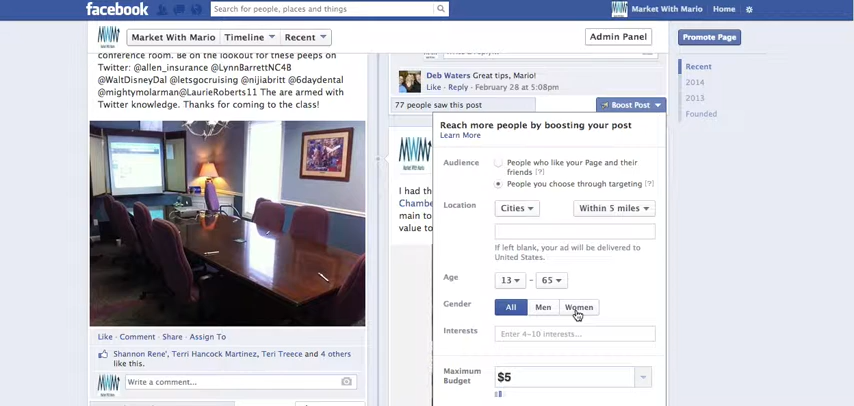 facebook
Search for people, places and things
Market With Mario
Home
Market With Mario
Timeline
Recent
Admin Panel
Promote Page
Recent
2014
2013
Founded
conference room. Be on the lookout for these peeps on
Twitter: @allen_insurance @LynnBarrettNC4B
@WaltDisneyDal @letsgocruising @nijiabritt @6daydental
@mightymolarman@LaurieRoberts11 The are armed with
Twitter knowledge. Thanks for coming to the class!
Like · Comment · Share · Assign To
Shannon Rene', Terri Hancock Martinez, Teri Treece and 4 others
like this.
Write a comment...
Deb Waters Great tips, Mario!
Like · Reply · February 28 at 5:08pm
77 people saw this post
Boost Post
MWM
I had th
Chambe
main to
value to
Reach more people by boosting your post
Learn More
Audience
People who like your Page and their
friends [?]
People you choose through targeting [?]
Location
Cities
Within 5 miles
If left blank, your ad will be delivered to
United States.
Age
13 - 65
Gender
All
Men
Women
Interests
Enter 4-10 interests...
Maximum
Budget
$5